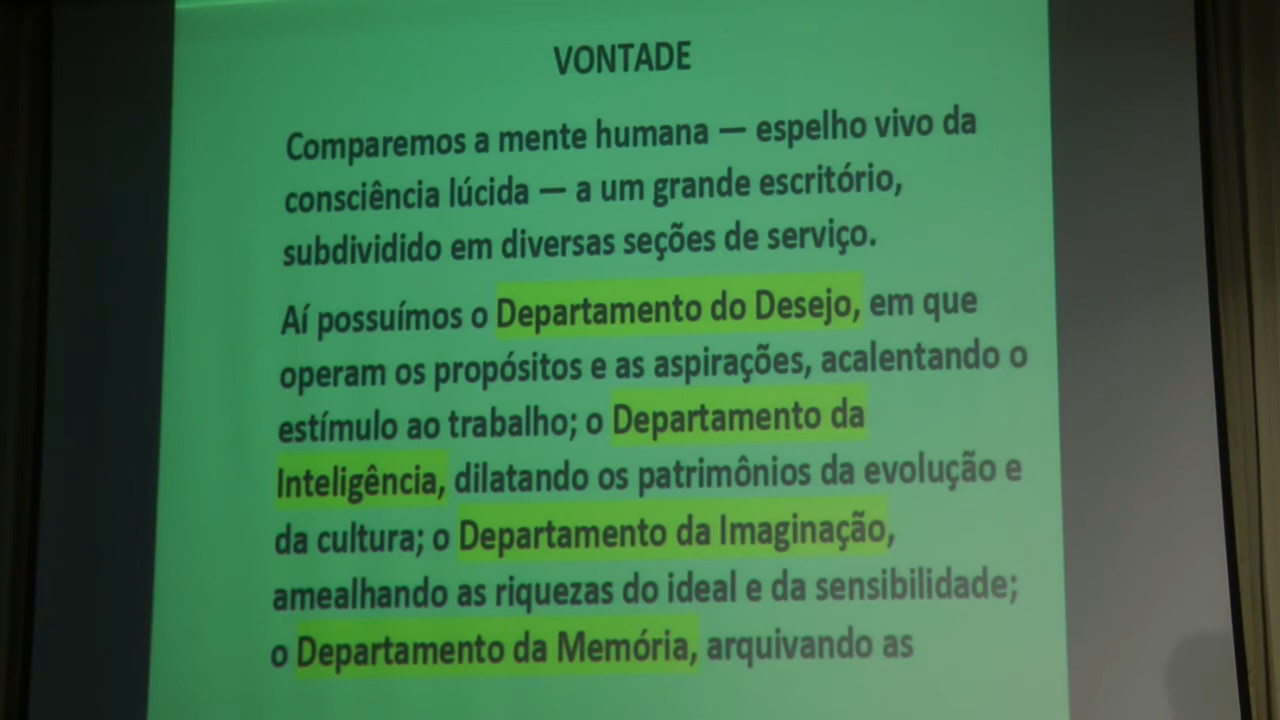 VONTADE
Comparemos a mente humana — espelho vivo da
consciência lúcida — a um grande escritório,
subdividido em diversas seções de serviço.
Aí possuímos o Departamento do Desejo, em que
operam os propósitos e as aspirações, acalentando o
estímulo ao trabalho; o Departamento da
Inteligência, dilatando os patrimônios da evolução e
da cultura; o Departamento da Imaginação,
amealhando as riquezas do ideal e da sensibilidade;
o Departamento da Memória, arquivando as